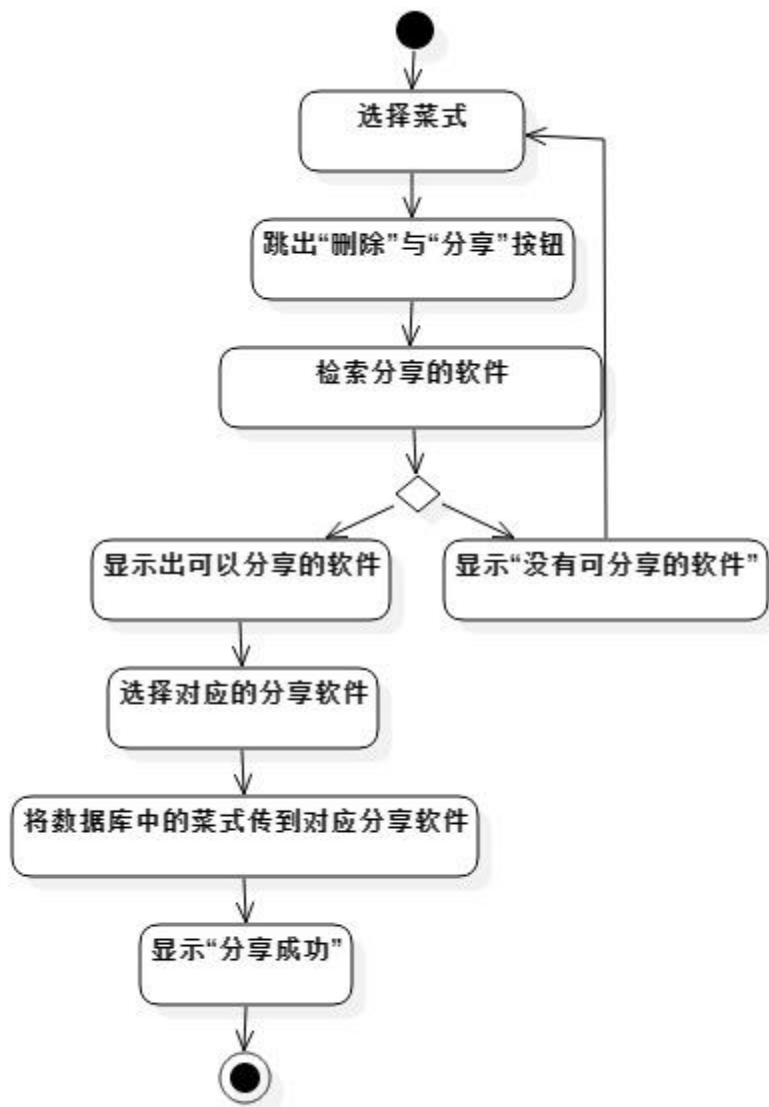 选择菜式
跳出“删除”与“分享”按钮
检索分享的软件
显示出可以分享的软件
显示“没有可分享的软件”
选择对应的分享软件
将数据库中的菜式传到对应分享软件
显示“分享成功”